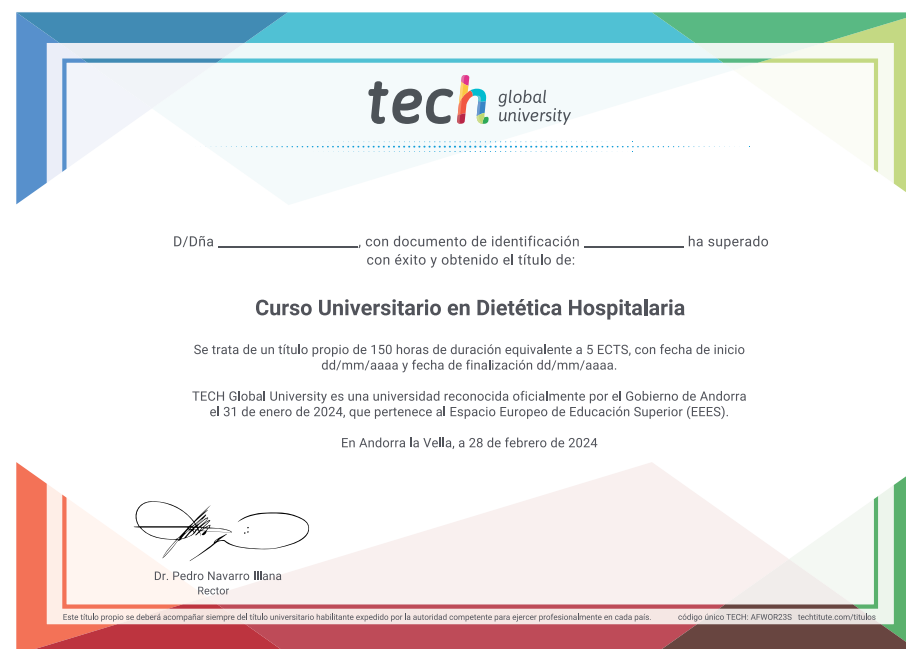 tech global university
D/Dña ____________, con documento de identificación ____________ ha superado
con éxito y obtenido el título de:
Curso Universitario en Dietética Hospitalaria
Se trata de un título propio de 150 horas de duración equivalente a 5 ECTS, con fecha de inicio
dd/mm/aaaa y fecha de finalización dd/mm/aaaa.
TECH Global University es una universidad reconocida oficialmente por el Gobierno de Andorra
el 31 de enero de 2024, que pertenece al Espacio Europeo de Educación Superior (EEES).
En Andorra la Vella, a 28 de febrero de 2024
Dr. Pedro Navarro Illana
Rector
Este título propio se deberá acompañar siempre del título universitario habilitante expedido por la autoridad competente para ejercer profesionalmente en cada país. código único TECH: AFWOR23S techtitute.com/titulos